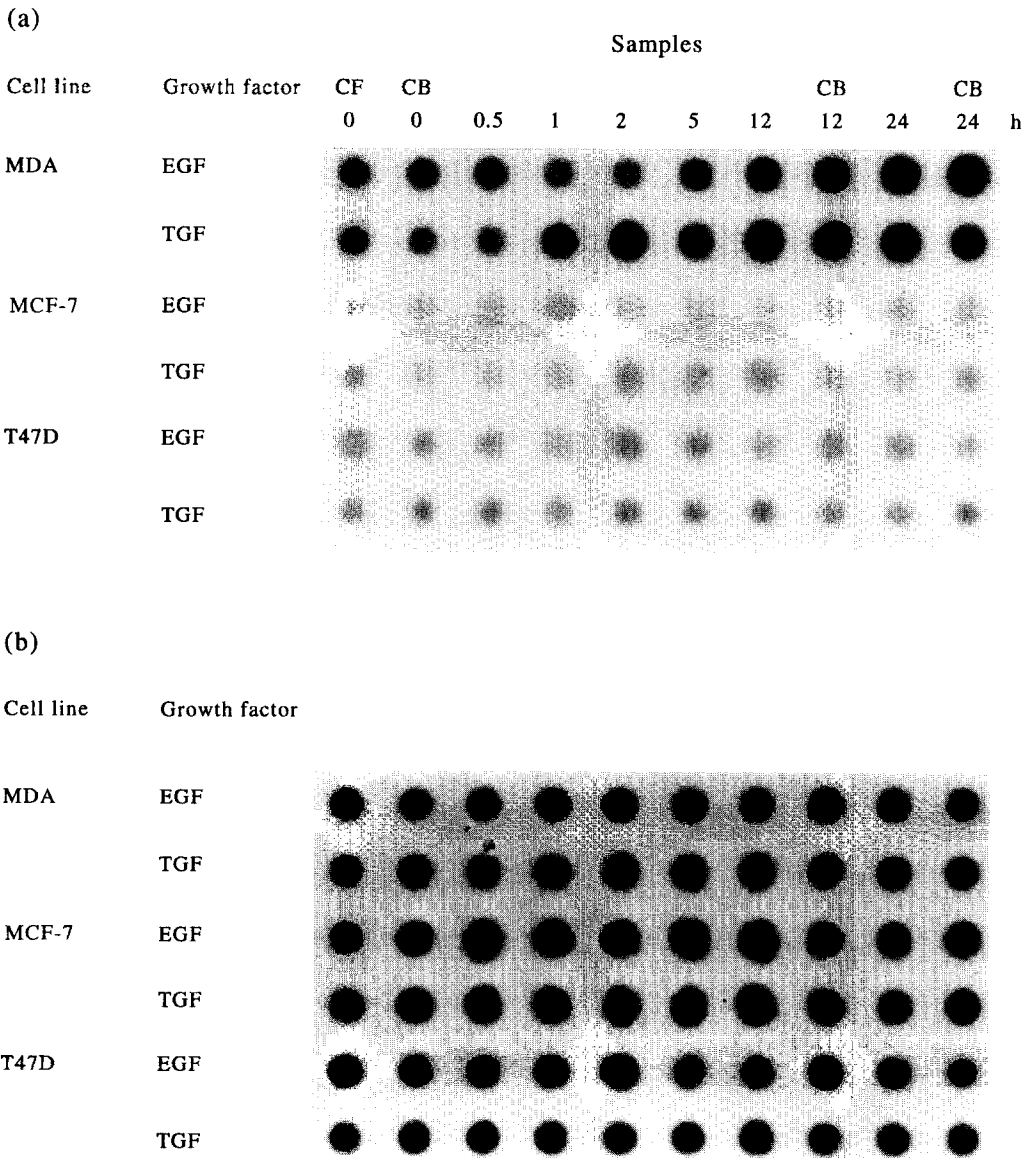 (a)
Samples
Cell line Growth factor CF CB CB CB
0 0 0.5 1 2 5 12 12 24 24 h
MDA EGF
TGF
MCF-7 EGF
TGF
T47D EGF
TGF
(b)
Cell line Growth factor
MDA EGF
TGF
MCF-7 EGF
TGF
T47D EGF
TGF